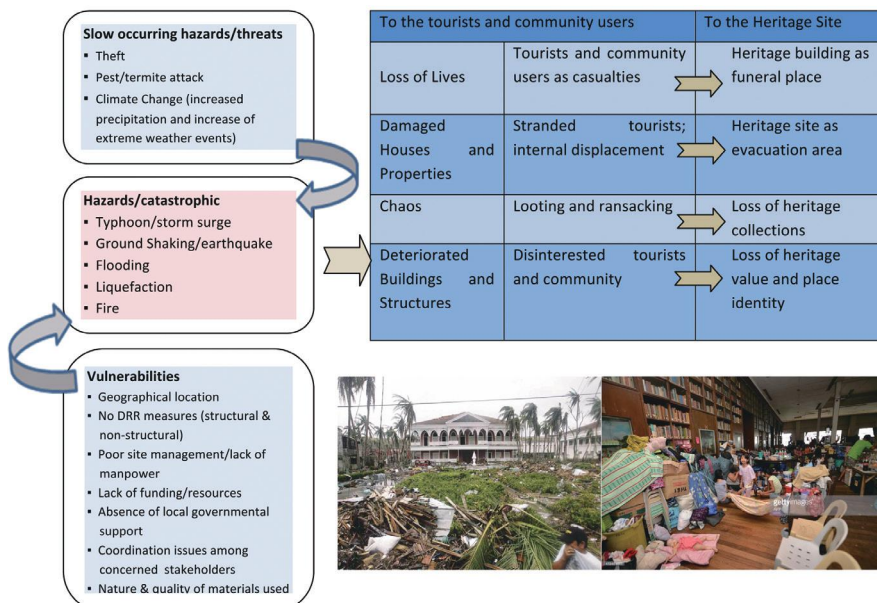 Slow occurring hazards/threats
▪ Theft
▪ Pest/termite attack
▪ Climate Change (increased
precipitation and increase of
extreme weather events)
Hazards/catastrophic
▪ Typhoon/storm surge
▪ Ground Shaking/earthquake
▪ Flooding
▪ Liquefaction
▪ Fire
Vulnerabilities
▪ Geographical location
▪ No DRR measures (structural &
non-structural)
▪ Poor site management/lack of
manpower
▪ Lack of funding/resources
▪ Absence of local governmental
support
▪ Coordination issues among
concerned stakeholders
▪ Nature & quality of materials used
To the tourists and community users
To the Heritage Site
Loss of Lives
Tourists and community
users as casualties
Heritage building as
funeral place
Damaged
Houses and
Properties
Stranded tourists;
internal displacement
Heritage site as
evacuation area
Chaos
Looting and ransacking
Loss of heritage
collections
Deteriorated
Buildings and
Structures
Disinterested tourists
and community
Loss of heritage
value and place
identity
gettyimages